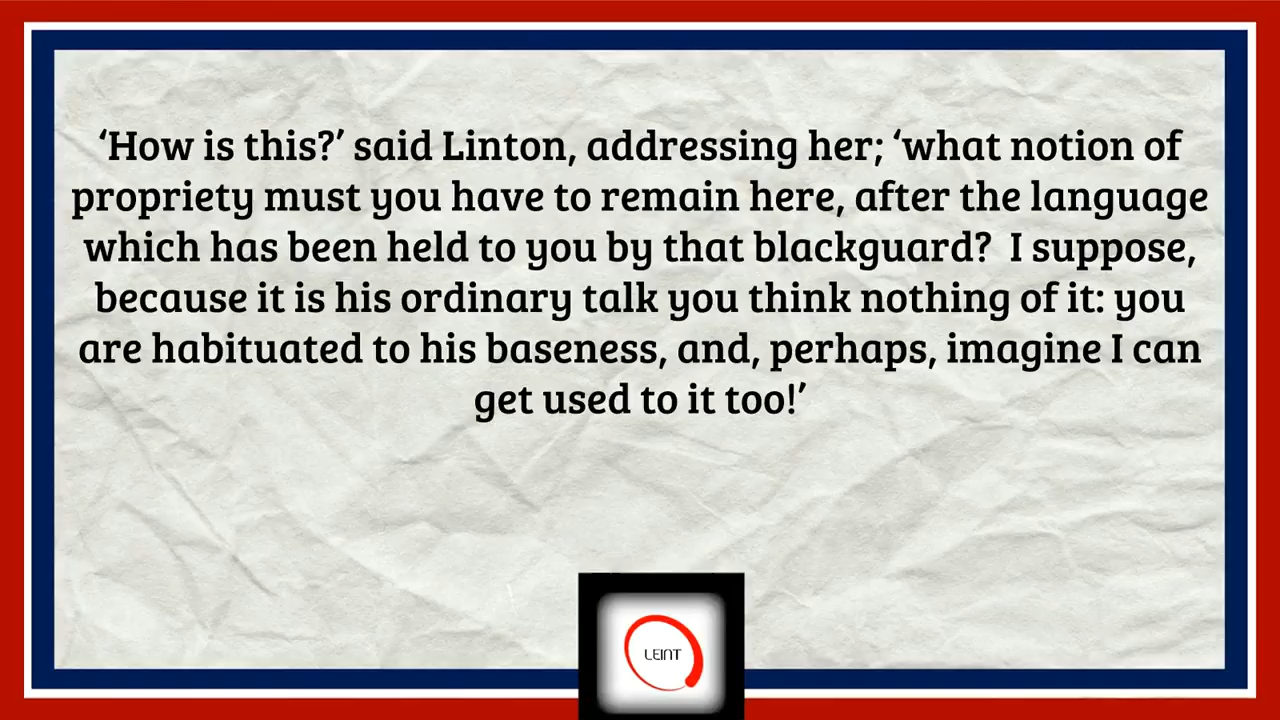 ‘How is this?’ said Linton, addressing her; ‘what notion of
propriety must you have to remain here, after the language
which has been held to you by that blackguard?  I suppose,
because it is his ordinary talk you think nothing of it: you
are habituated to his baseness, and, perhaps, imagine I can
get used to it too!’
LEINT